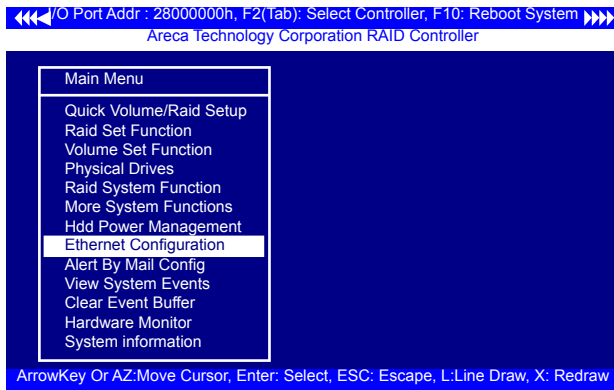 /O Port Addr : 28000000h, F2(Tab): Select Controller, F10: Reboot System
Areca Technology Corporation RAID Controller
Main Menu
Quick Volume/Raid Setup
Raid Set Function
Volume Set Function
Physical Drives
Raid System Function
More System Functions
Hdd Power Management
Ethernet Configuration
Alert By Mail Config
View System Events
Clear Event Buffer
Hardware Monitor
System information
ArrowKey Or AZ:Move Cursor, Enter: Select, ESC: Escape, L:Line Draw, X: Redraw